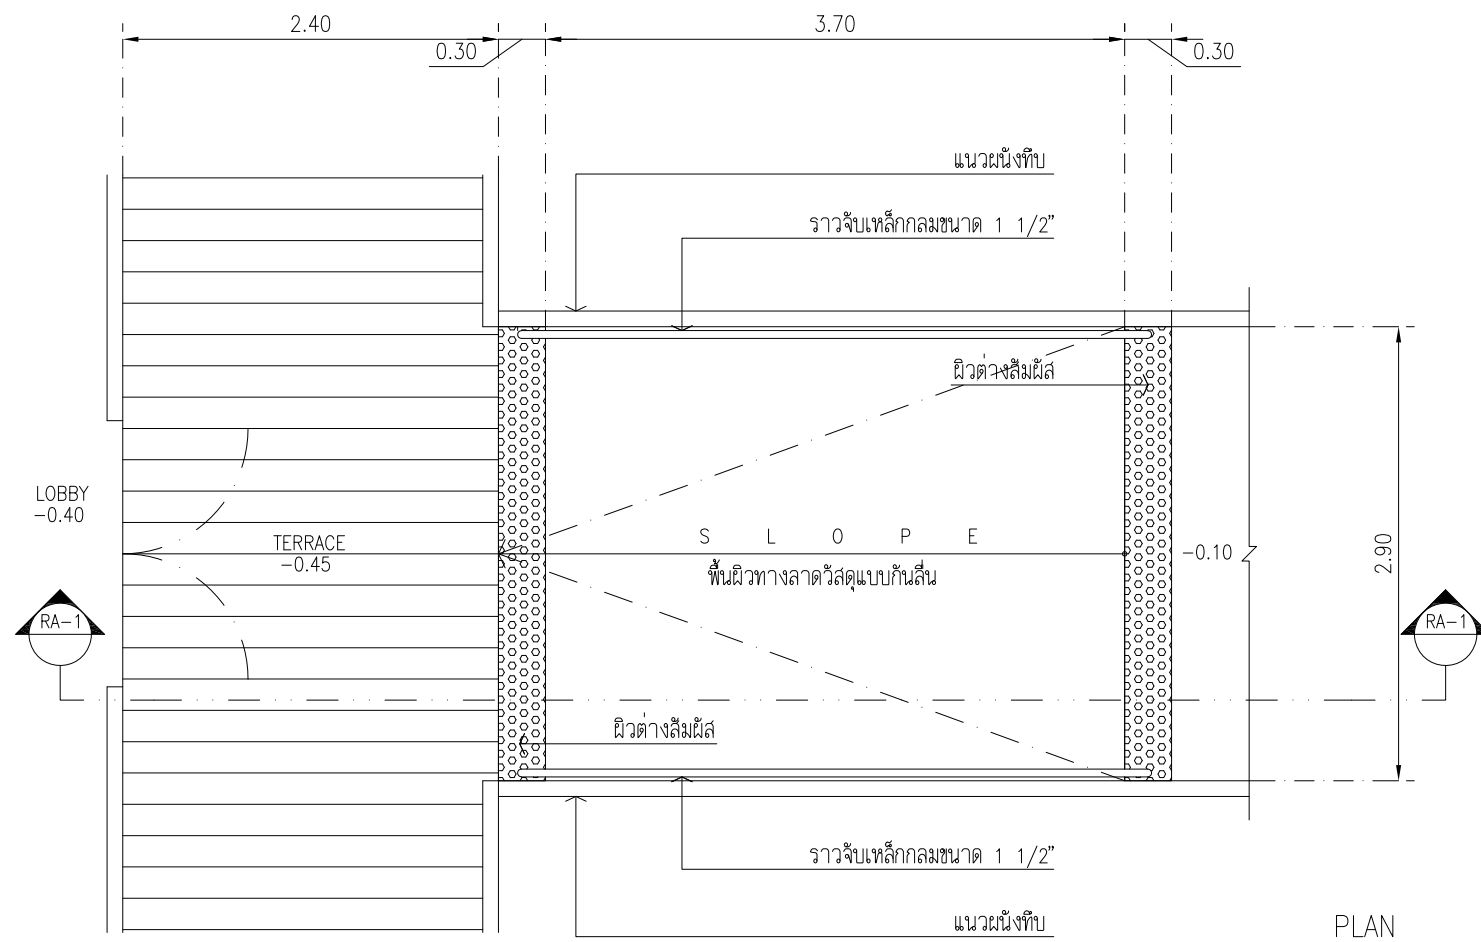 2.40
3.70
0.30
0.30
แนวผนังทึบ
ราวจับเหล็กกลมขนาด 1 1/2"
ผิวต่างสัมผัส
LOBBY
-0.40
TERRACE
-0.45
S L O P E
พื้นผิวทางลาดวัสดุแบบกันลื่น
-0.10
2.90
RA-1
RA-1
ผิวต่างสัมผัส
ราวจับเหล็กกลมขนาด 1 1/2"
แนวผนังทึบ
PLAN